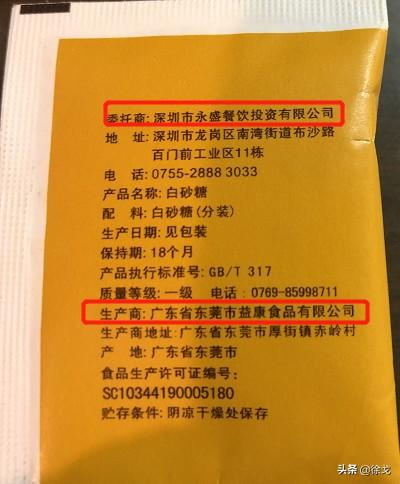 委托商:深圳市永盛餐饮投资有限公司
地 址:深圳市龙岗区南湾街道布沙路
百门前工业区11栋
电 话:0755-2888 3033
产品名称:白砂糖
配 料:白砂糖(分装)
生产日期:见包装
保持期:18个月
产品执行标准号:GB/T 317
质量等级:一级 电话:0769-85998711
生产商:广东省东莞市益康食品有限公司
生产商地址:广东省东莞市厚街镇赤岭村
产 地:广东省东莞市
食品生产许可证编号:
SC10344190005180
贮存条件:阴凉干燥处保存
头条 @徐戈